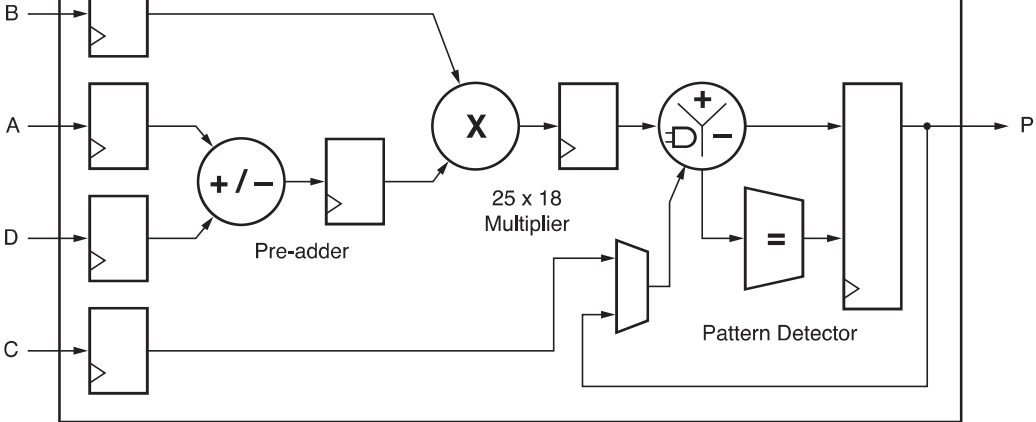 B
A
X
+
−
P
+ / −
25 x 18
Multiplier
D
Pre-adder
=
Pattern Detector
C